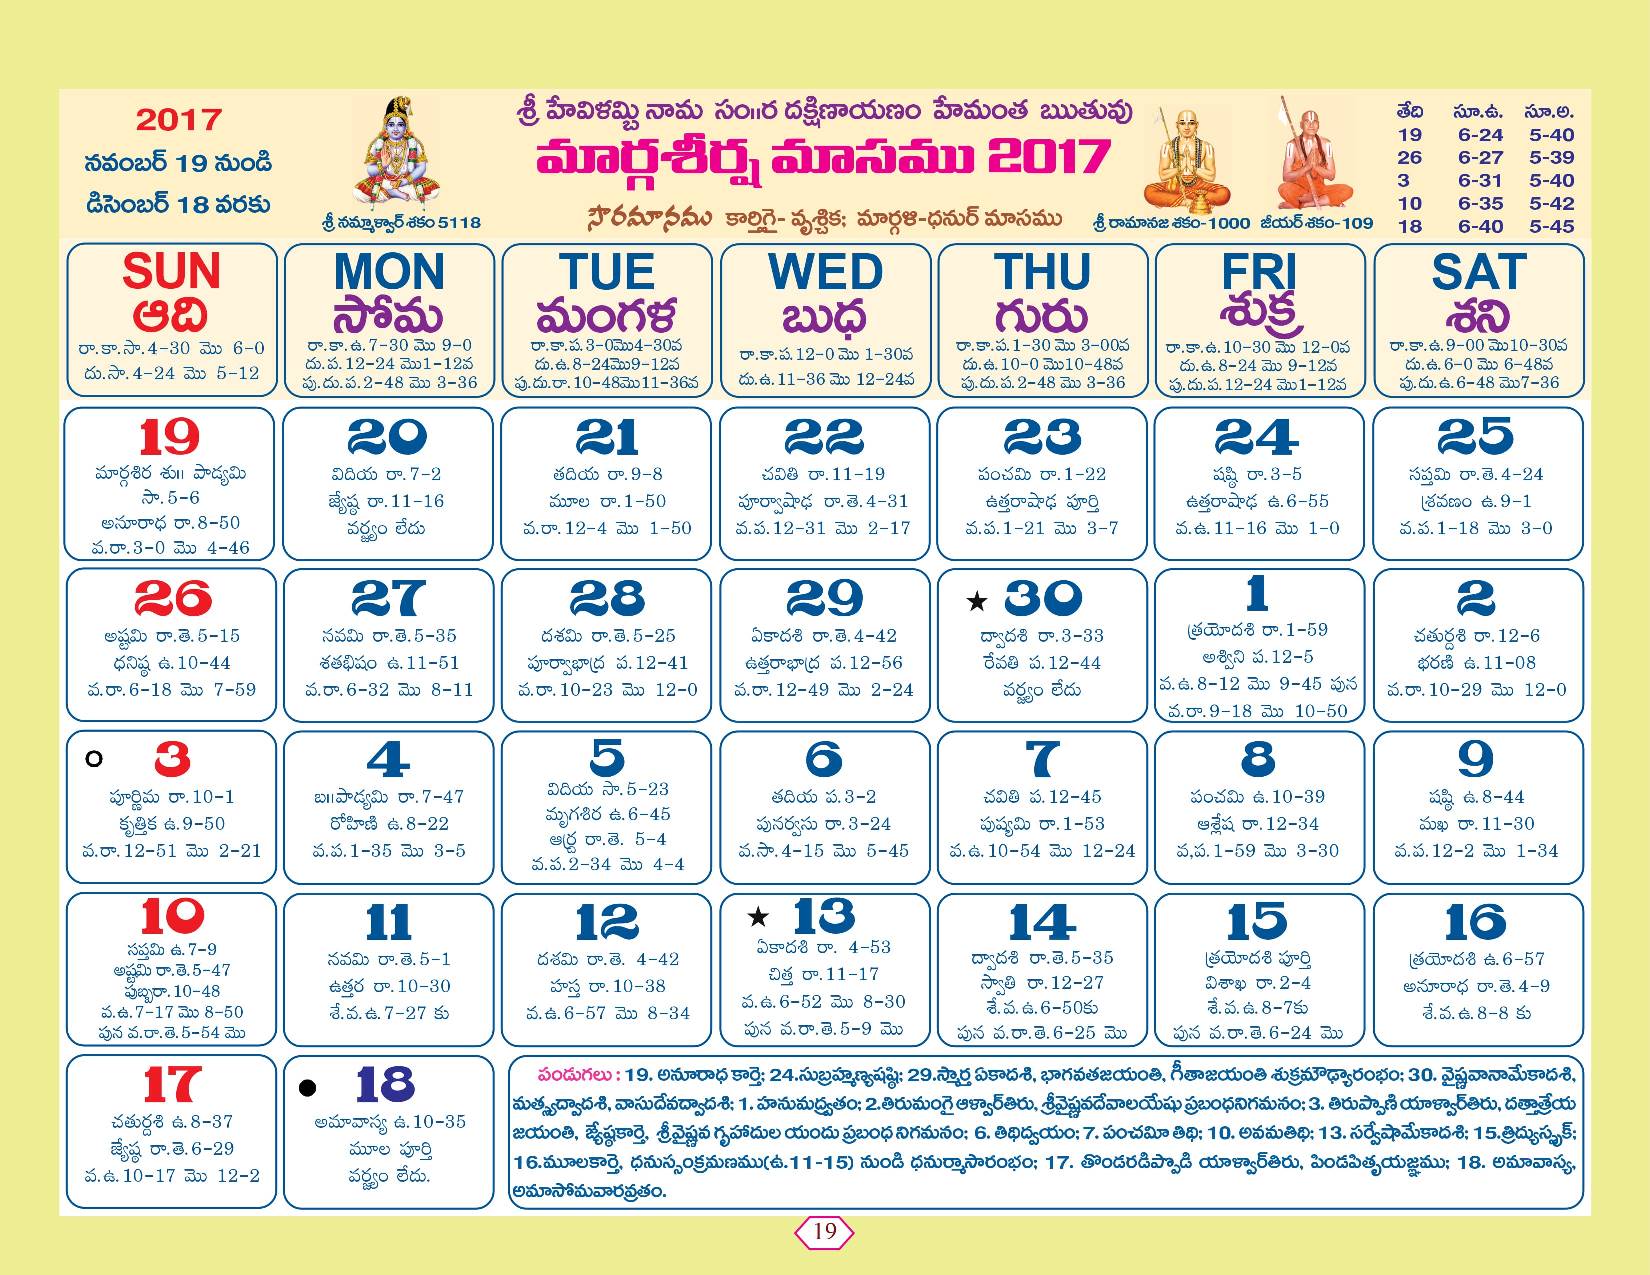 2017
నవంబర్ 19 నుండి
డిసెంబర్ 18 వరకు
శ్రీ నమ్మాళ్వార్ శకం 5118
శ్రీ హేవిళమ్బి నామ సం॥ర దక్షిణాయణం హేమంత ఋతువు
మార్గశీర్ష మాసము 2017
సౌరమానము కార్తిగై- వృశ్చిక; మార్గళి-ధనుర్ మాసము
శ్రీ రామానుజ శకం-1000 జీయర్ శకం-109
తేది సూ.ఉ. సూ.అ.
19 6-24 5-40
26 6-27 5-39
3 6-31 5-40
10 6-35 5-42
18 6-40 5-45
SUN
ఆది
రా.కా.సా.4-30 మొ 6-0
దు.సా.4-24 మొ 5-12
MON
సోమ
రా.కా.ఉ.7-30 మొ 9-0
దు.ప.12-24 మొ1-12వ
పు.దు.ప.2-48 మొ 3-36
TUE
మంగళ
రా.కా.ప.3-0మొ4-30వ
దు.ఉ.8-24మొ9-12వ
పు.దు.రా.10-48మొ11-36వ
WED
బుధ
రా.కా.ప.12-0 మొ 1-30వ
దు.ఉ.11-36 మొ 12-24వ
THU
గురు
రా.కా.ప.1-30 మొ 3-00వ
దు.ఉ.10-0 మొ10-48వ
పు.దు.ప.2-48 మొ 3-36
FRI
శుక్ర
రా.కా.ఉ.10-30 మొ 12-0వ
దు.ఉ.8-24 మొ 9-12వ
పు.దు.ప.12-24 మొ1-12వ
SAT
శని
రా.కా.ఉ.9-00 మొ10-30వ
దు.ఉ.6-0 మొ 6-48వ
పు.దు.ఉ.6-48 మొ7-36
19
మార్గశిర శు॥ పాడ్యమి
సా.5-6
అనూరాధ రా.8-50
వ.రా.3-0 మొ 4-46
20
విదియ రా.7-2
జ్యేష్ఠ రా.11-16
వర్జ్యం లేదు
21
తదియ రా.9-8
మూల రా.1-50
వ.రా.12-4 మొ 1-50
22
చవితి రా.11-19
పూర్వాషాఢ రా.తె.4-31
వ.ప.12-31 మొ 2-17
23
పంచమి రా.1-22
ఉత్తరాషాఢ పూర్తి
వ.ప.1-21 మొ 3-7
24
షష్ఠి రా.3-5
ఉత్తరాషాఢ ఉ.6-55
వ.ఉ.11-16 మొ 1-0
25
సప్తమి రా.తె.4-24
శ్రవణం ఉ.9-1
వ.ప.1-18 మొ 3-0
26
అష్టమి రా.తె.5-15
ధనిష్ఠ ఉ.10-44
వ.రా.6-18 మొ 7-59
27
నవమి రా.తె.5-35
శతభిషం ఉ.11-51
వ.రా.6-32 మొ 8-11
28
దశమి రా.తె.5-25
పూర్వాభాద్ర ప.12-41
వ.రా.10-23 మొ 12-0
29
ఏకాదశి రా.తె.4-42
ఉత్తరాభాద్ర ప.12-56
వ.రా.12-49 మొ 2-24
★ 30
ద్వాదశి రా.3-33
రేవతి ప.12-44
వర్జ్యం లేదు
1
త్రయోదశి రా.1-59
అశ్విని ప.12-5
వ.ఉ.8-12 మొ 9-45 పున
వ.రా.9-18 మొ 10-50
2
చతుర్దశి రా.12-6
భరణి ఉ.11-08
వ.రా.10-29 మొ 12-0
3
పూర్ణిమ రా.10-1
కృత్తిక ఉ.9-50
వ.రా.12-51 మొ 2-21
4
బ॥పాడ్యమి రా.7-47
రోహిణి ఉ.8-22
వ.ప.1-35 మొ 3-5
5
విదియ సా.5-23
మృగశిర ఉ.6-45
ఆర్ద్ర రా.తె. 5-4
వ.ప.2-34 మొ 4-4
6
తదియ ప.3-2
పునర్వసు రా.3-24
వ.సా.4-15 మొ 5-45
7
చవితి ప.12-45
పుష్యమి రా.1-53
వ.ఉ.10-54 మొ 12-24
8
పంచమి ఉ.10-39
ఆశ్లేష రా.12-34
వ,ప.1-59 మొ 3-30
9
షష్ఠి ఉ.8-44
మఖ రా.11-30
వ.ప.12-2 మొ 1-34
10
సప్తమి ఉ.7-9
అష్టమి రా.తె.5-47
పుబ్బరా.10-48
వ.ఉ.7-17 మొ 8-50
పున వ.రా.తె.5-54 మొ
11
నవమి రా.తె.5-1
ఉత్తర రా.10-30
శే.వ.ఉ.7-27 కు
12
దశమి రా.తె. 4-42
హస్త రా.10-38
వ.ఉ.6-57 మొ 8-34
★ 13
ఏకాదశి రా. 4-53
చిత్త రా.11-17
వ.ఉ.6-52 మొ 8-30
పున వ.రా.తె.5-9 మొ
14
ద్వాదశి రా.తె.5-35
స్వాతి రా.12-27
శే.వ.ఉ.6-50కు
పున వ.రా.తె.6-25 మొ
15
త్రయోదశి పూర్తి
విశాఖ రా.2-4
శే.వ.ఉ.8-7కు
పున వ.రా.తె.6-24 మొ
16
త్రయోదశి ఉ.6-57
అనూరాధ రా.తె.4-9
శే.వ.ఉ.8-8 కు
17
చతుర్దశి ఉ.8-37
జ్యేష్ఠ రా.తె.6-29
వ.ఉ.10-17 మొ 12-2
18
అమావాస్య ఉ.10-35
మూల పూర్తి
వర్జ్యం లేదు.
పండుగలు : 19. అనూరాధ కార్తె; 24.సుబ్రహ్మణ్యషష్ఠి; 29.స్మార్త ఏకాదశి, భాగవతజయంతి, గీతాజయంతి శుక్రమౌఢ్యారంభం; 30. వైష్ణవానామేకాదశి,
మత్స్యద్వాదశి, వాసుదేవద్వాదశి; 1. హనుమద్వ్రతం; 2.తిరుమంగై ఆళ్వార్‌తిరు, శ్రీవైష్ణవదేవాలయేషు ప్రబంధనిగమనం; 3. తిరుప్పాణి యాళ్వార్‌తిరు, దత్తాత్రేయ
జయంతి, జ్యేష్ఠకార్తె, శ్రీవైష్ణవ గృహాదుల యందు ప్రబంధ నిగమనం; 6. తిథిద్వయం; 7. పంచమీ తిథి; 10. అవమతిథి; 13. సర్వేషామేకాదశి; 15.త్రిద్యుస్పృక్;
16.మూలకార్తె, ధనుస్సంక్రమణము(ఉ.11-15) నుండి ధనుర్మాసారంభం; 17. తొండరడిప్పొడి యాళ్వార్‌తిరు, పిండపితృయజ్ఞము; 18. అమావాస్య,
అమాసోమవారవ్రతం.
19